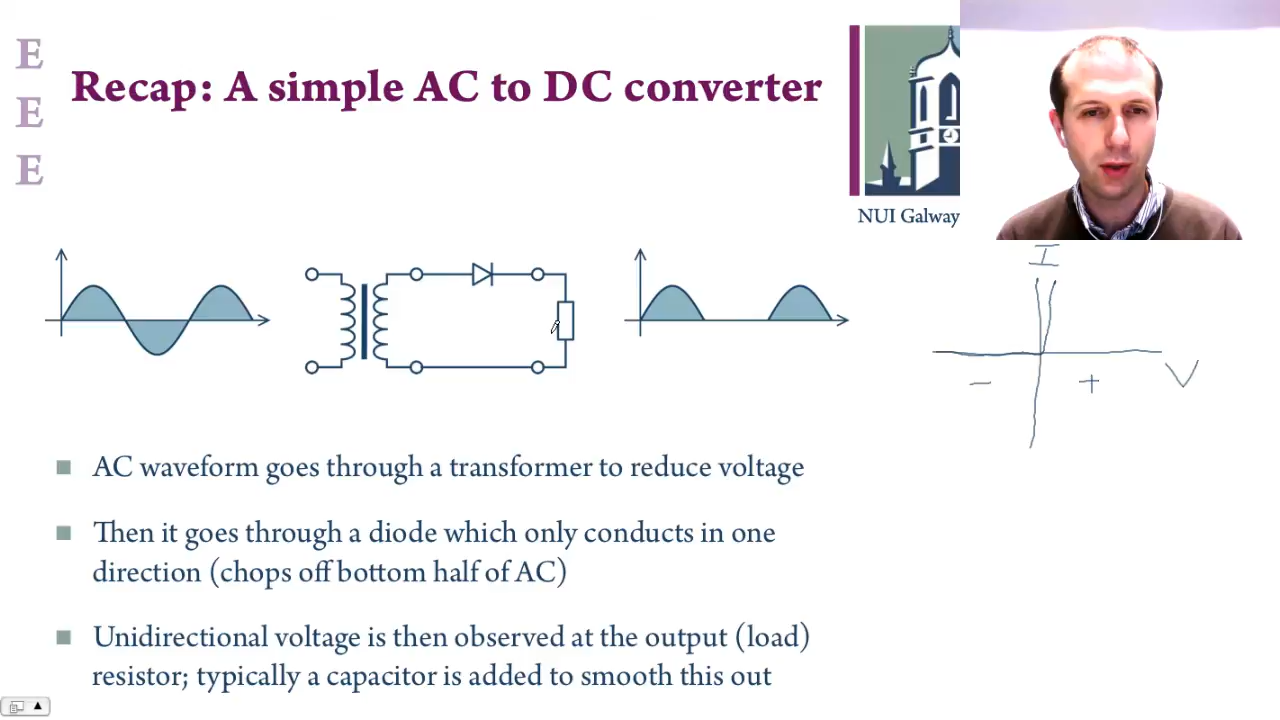 E
E
E
Recap: A simple AC to DC converter
NUI Galway
I
V
− +
■ AC waveform goes through a transformer to reduce voltage
■ Then it goes through a diode which only conducts in one
direction (chops off bottom half of AC)
■ Unidirectional voltage is then observed at the output (load)
resistor; typically a capacitor is added to smooth this out